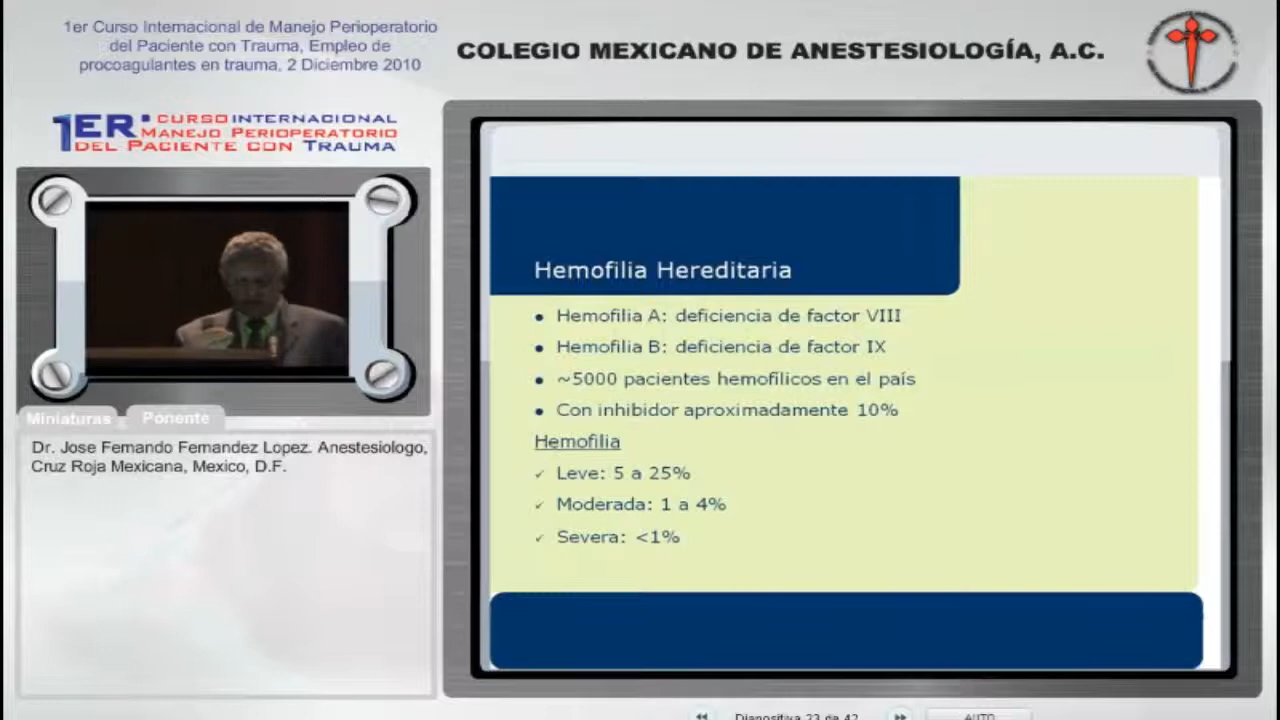 1er Curso Internacional de Manejo Perioperatorio
del Paciente con Trauma, Empleo de
procoagulantes en trauma, 2 Diciembre 2010
COLEGIO MEXICANO DE ANESTESIOLOGÍA, A.C.
1ER. CURSO INTERNACIONAL
MANEJO PERIOPERATORIO
DEL PACIENTE CON TRAUMA
Miniaturas
Ponente
Dr. Jose Fernando Fernandez Lopez. Anestesiologo,
Cruz Roja Mexicana, Mexico, D.F.
Hemofilia Hereditaria
• Hemofilia A: deficiencia de factor VIII
• Hemofilia B: deficiencia de factor IX
• ~5000 pacientes hemofílicos en el país
• Con inhibidor aproximadamente 10%
Hemofilia
✓ Leve: 5 a 25%
✓ Moderada: 1 a 4%
✓ Severa: <1%
Diapositiva 23 de 42
AUTO